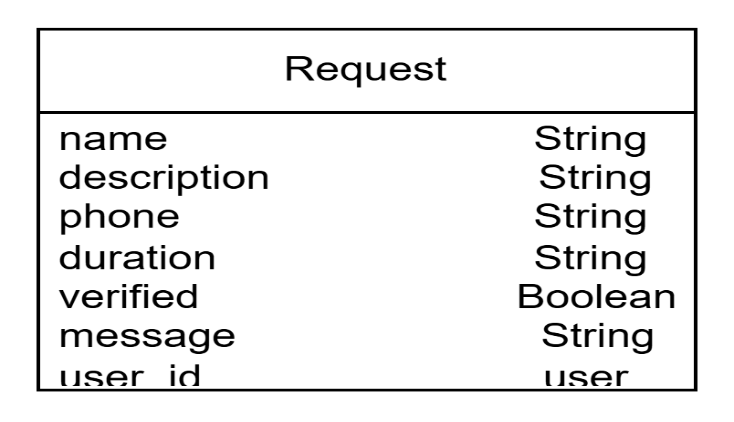 Request
name String
description String
phone String
duration String
verified Boolean
message String
user_id user